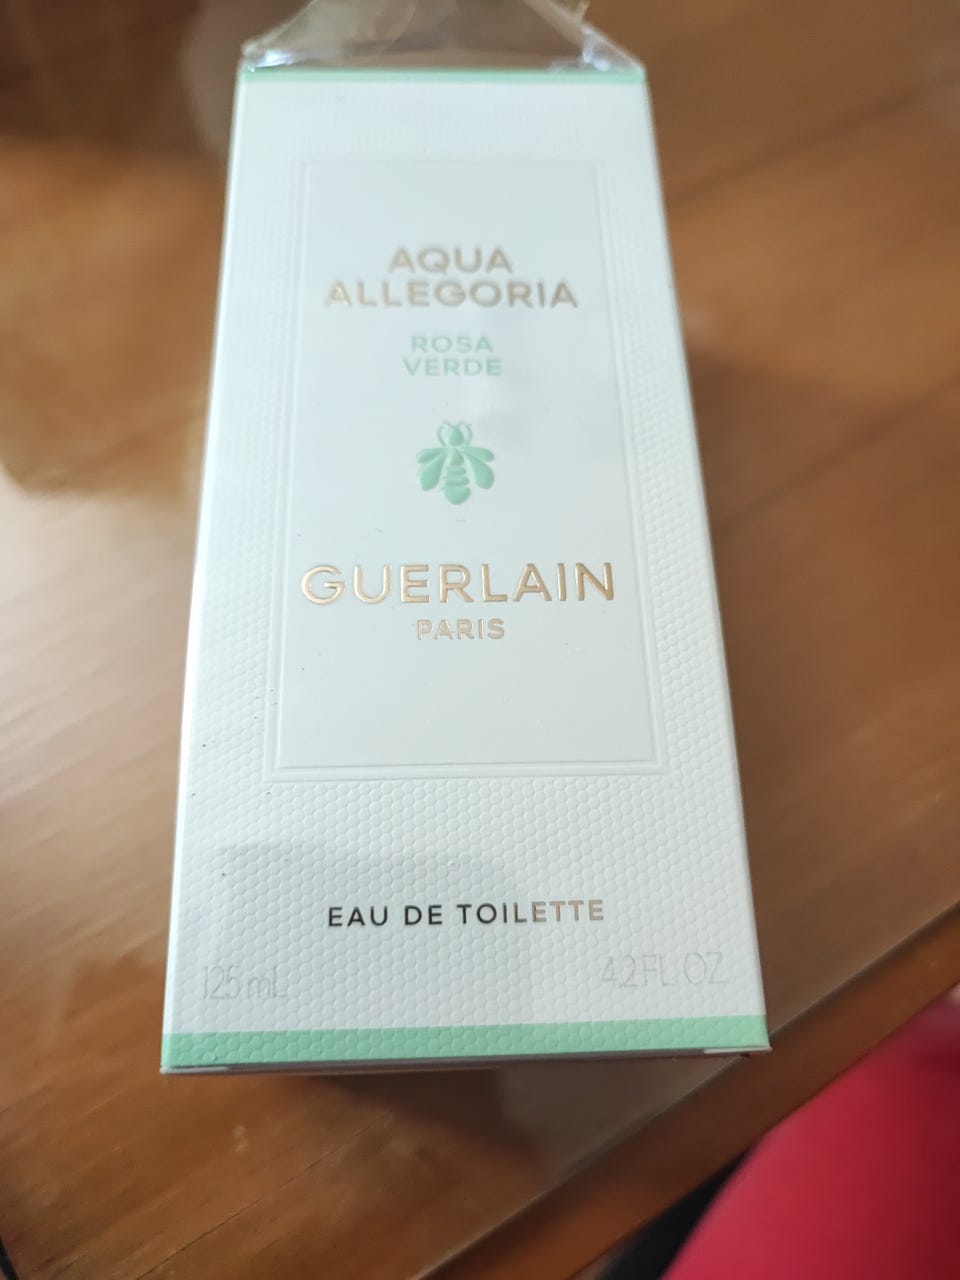 AQUA
ALLEGORIA
ROSA
VERDE
GUERLAIN
PARIS
EAU DE TOILETTE
125 mL
4.2 FL OZ